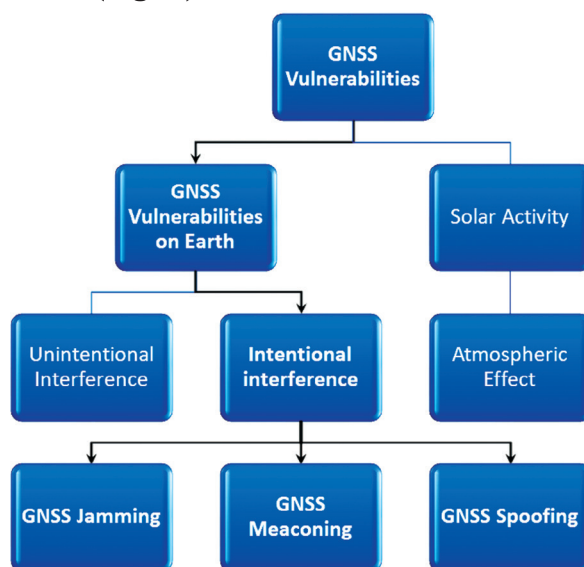 GNSS
Vulnerabilities
GNSS
Vulnerabilities
on Earth
Solar Activity
Unintentional
Interference
Intentional
interference
Atmospheric
Effect
GNSS Jamming
GNSS
Meaconing
GNSS Spoofing